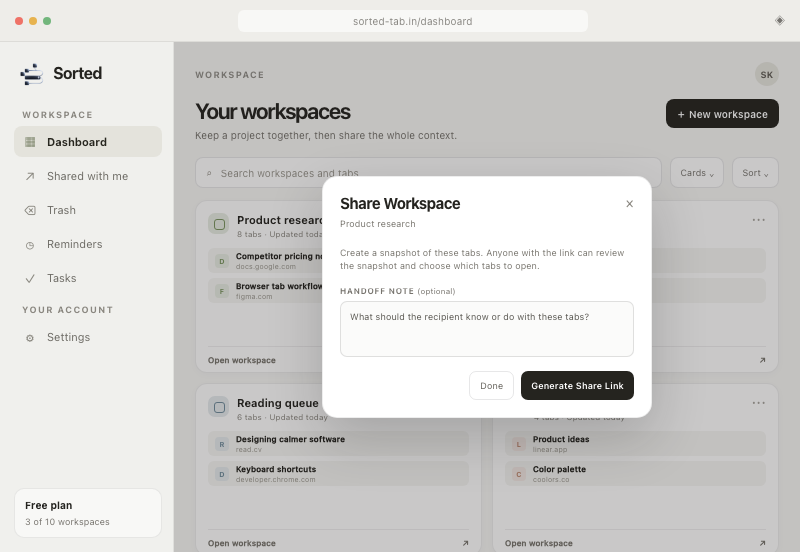 sorted-tab.in/dashboard
Sorted
WORKSPACE
Dashboard
Shared with me
Trash
Reminders
Tasks
YOUR ACCOUNT
Settings
Free plan
3 of 10 workspaces
WORKSPACE
SK
Your workspaces
Keep a project together, then share the whole context.
+ New workspace
Search workspaces and tabs
Cards
Sort
Product research
8 tabs · Updated today
D
Competitor pricing
docs.google.com
F
Browser tab workflow
figma.com
Open workspace
Share Workspace
×
Product research
Create a snapshot of these tabs. Anyone with the link can review
the snapshot and choose which tabs to open.
HANDOFF NOTE (optional)
What should the recipient know or do with these tabs?
Done
Generate Share Link
Reading queue
6 tabs · Updated today
R
Designing calmer software
read.cv
D
Keyboard shortcuts
developer.chrome.com
Open workspace
4 tabs · Updated today
L
Product ideas
linear.app
C
Color palette
coolors.co
Open workspace